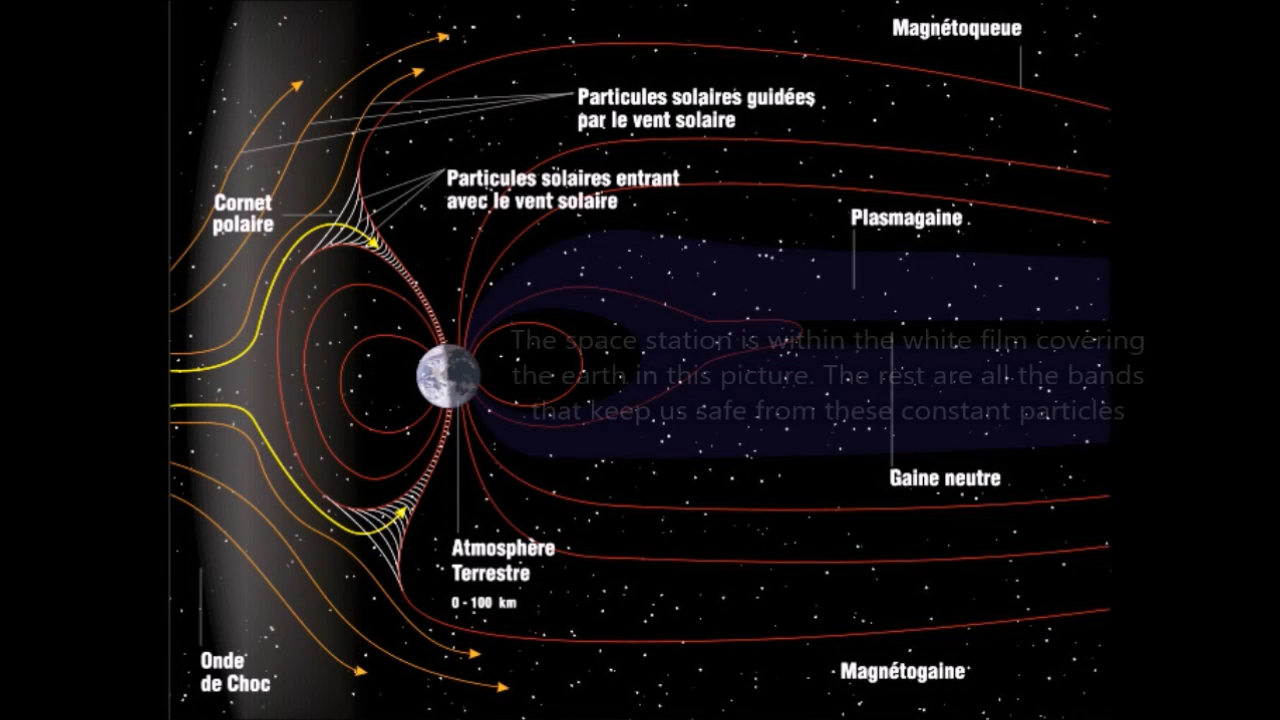 Magnétoqueue
Particules solaires guidées
par le vent solaire
Particules solaires entrant
avec le vent solaire
Cornet
polaire
Plasmagaine
The space station is within the white film covering
the earth in this picture. The rest are all the bands
that keep us safe from these constant particles
Gaine neutre
Atmosphère
Terrestre
0 - 100 km
Onde
de Choc
Magnétogaine